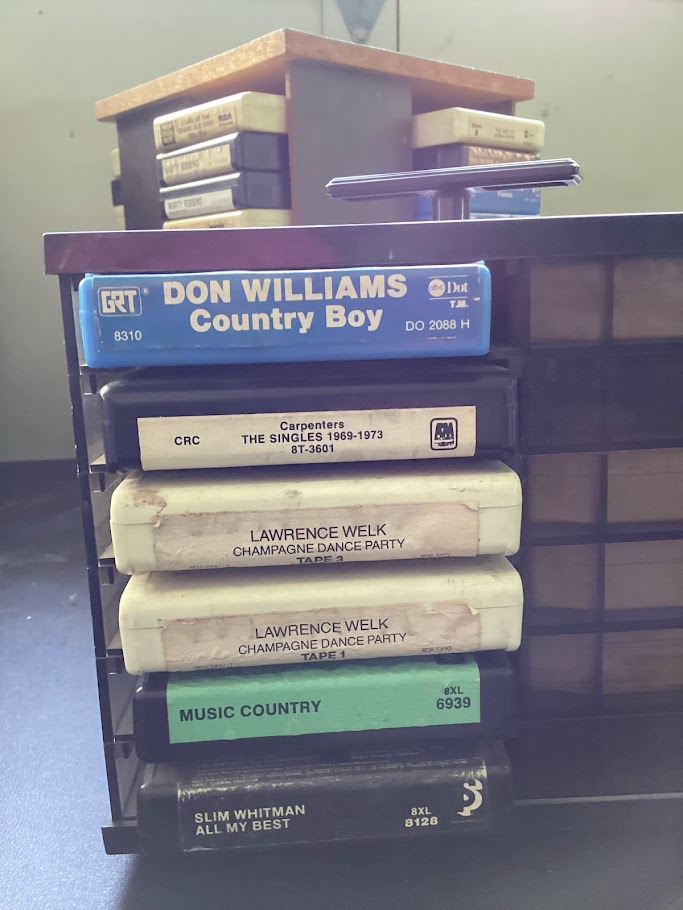 MARTY ROBBINS
GRT®
DON WILLIAMS
Country Boy
abc Dot
T.M.
8310
DO 2088 H
Carpenters
CRC
THE SINGLES 1969-1973
8T-3601
LAWRENCE WELK
CHAMPAGNE DANCE PARTY
TAPE 3
LAWRENCE WELK
CHAMPAGNE DANCE PARTY
TAPE 1
MUSIC COUNTRY
8XL
6939
SLIM WHITMAN
ALL MY BEST
8XL
8128